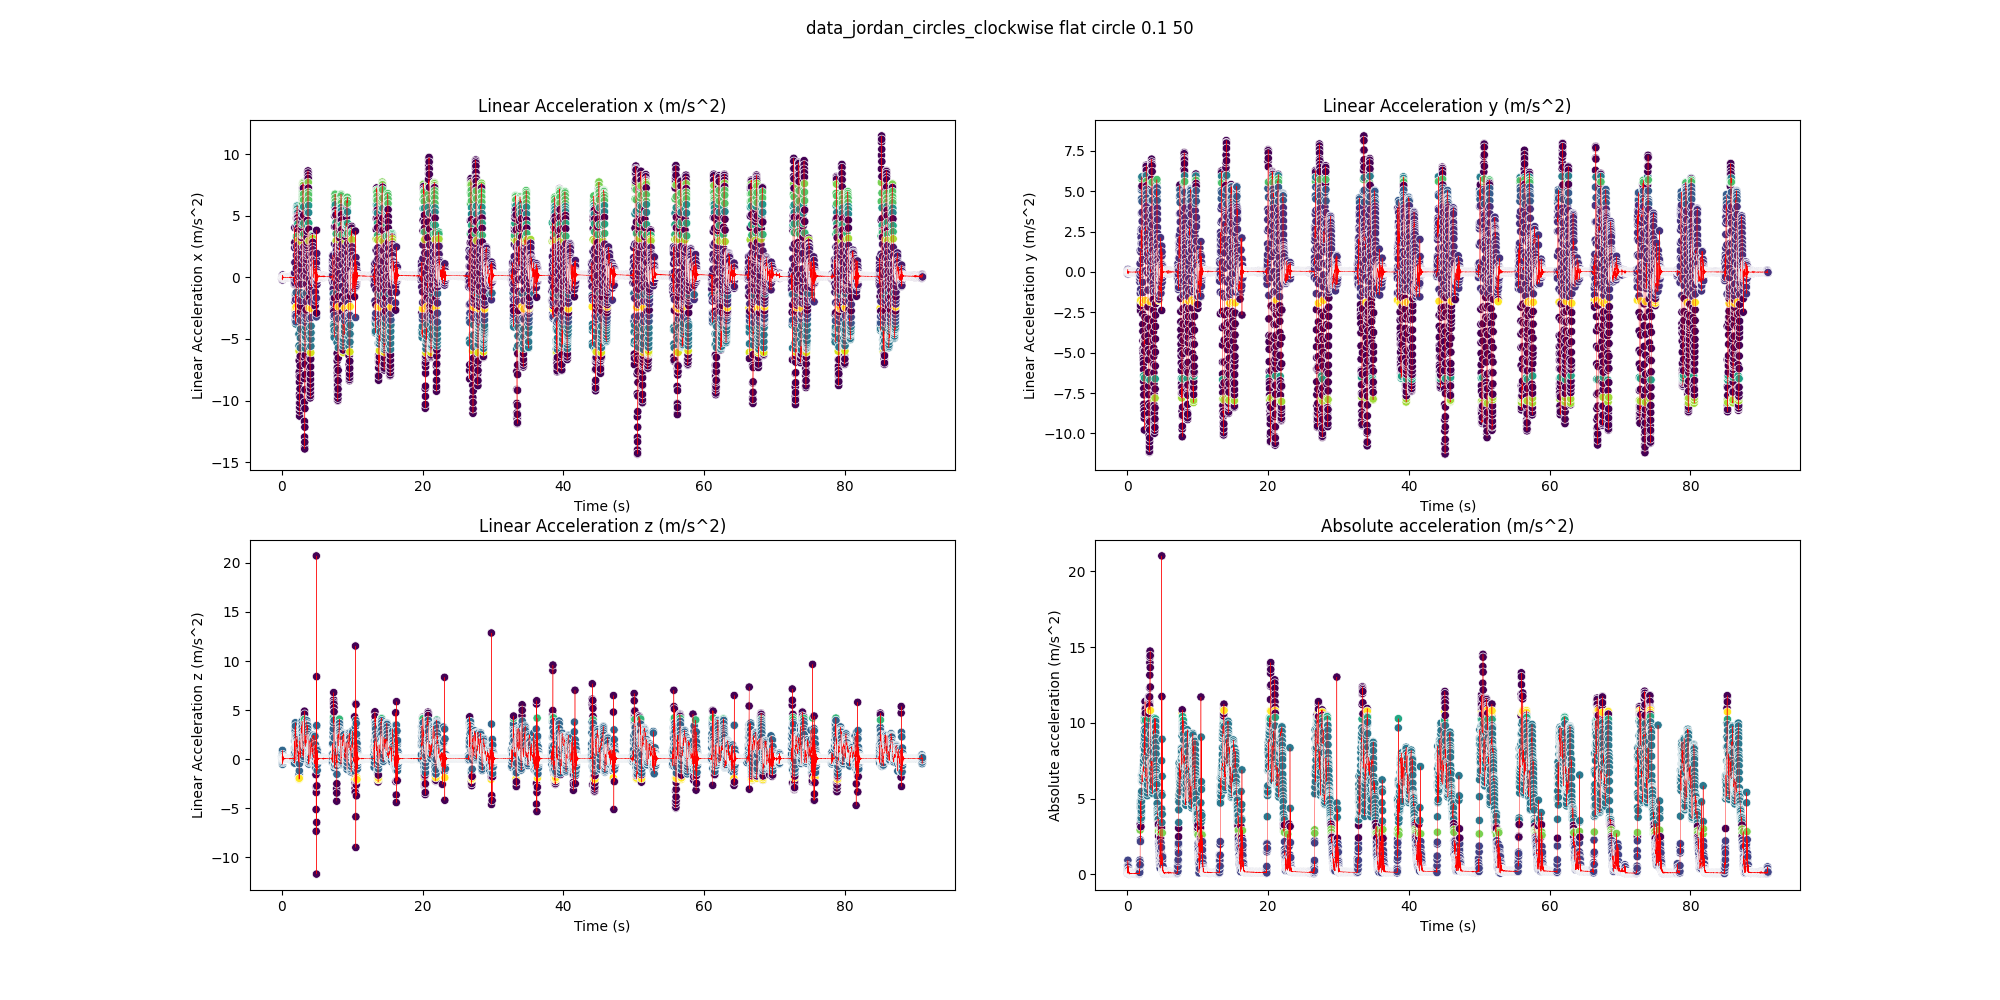 data_jordan_circles_clockwise flat circle 0.1 50
Linear Acceleration x (m/s^2)
Linear Acceleration x (m/s^2)
10
5
0
−5
−10
−15
0 20 40 60 80
Time (s)
Linear Acceleration y (m/s^2)
Linear Acceleration y (m/s^2)
7.5
5.0
2.5
0.0
−2.5
−5.0
−7.5
−10.0
0 20 40 60 80
Time (s)
Linear Acceleration z (m/s^2)
Linear Acceleration z (m/s^2)
20
15
10
5
0
−5
−10
0 20 40 60 80
Time (s)
Absolute acceleration (m/s^2)
Absolute acceleration (m/s^2)
20
15
10
5
0
0 20 40 60 80
Time (s)